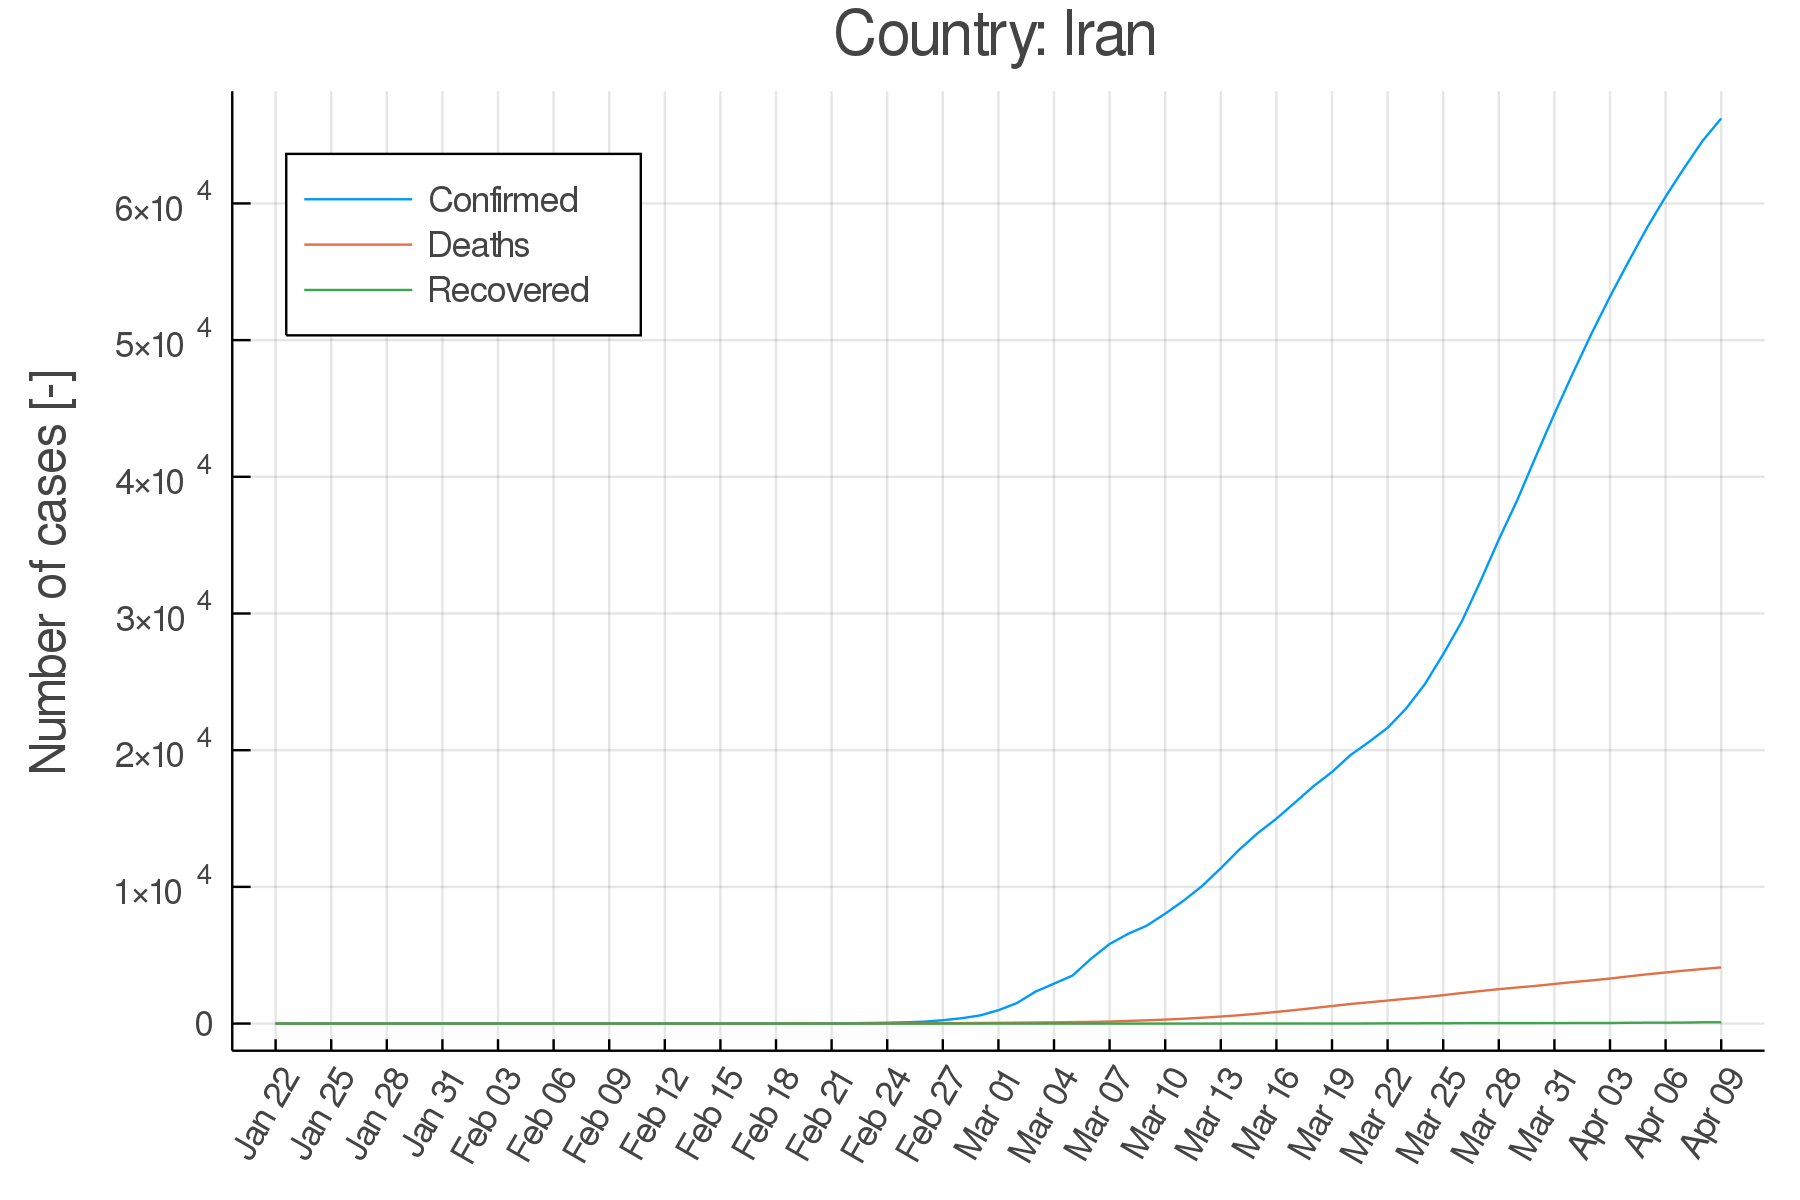 Country: Iran
Number of cases [-]
6×10 4
5×10 4
4×10 4
3×10 4
2×10 4
1×10 4
0
Confirmed
Deaths
Recovered
Jan 22
Jan 25
Jan 28
Jan 31
Feb 03
Feb 06
Feb 09
Feb 12
Feb 15
Feb 18
Feb 21
Feb 24
Feb 27
Mar 01
Mar 04
Mar 07
Mar 10
Mar 13
Mar 16
Mar 19
Mar 22
Mar 25
Mar 28
Mar 31
Apr 03
Apr 06
Apr 09